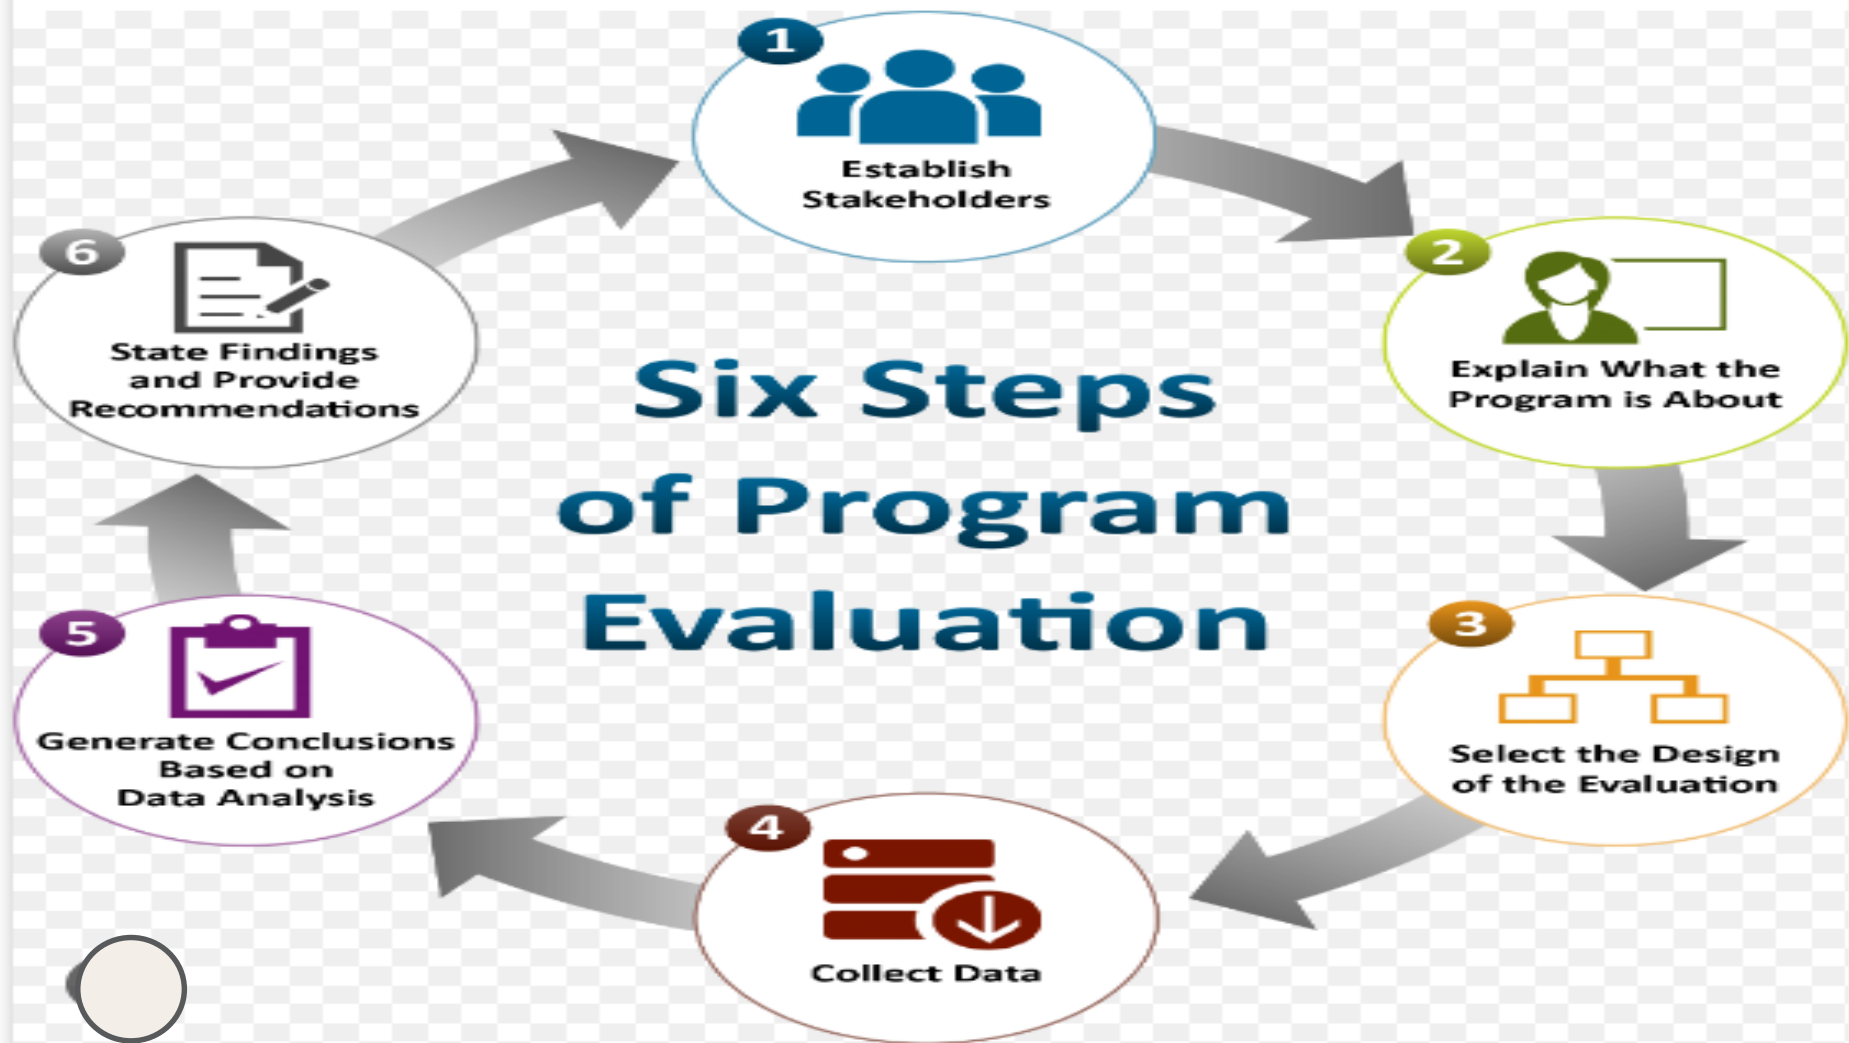 1
Establish
Stakeholders
2
Explain What the
Program is About
3
Select the Design
of the Evaluation
4
Collect Data
5
Generate Conclusions
Based on
Data Analysis
6
State Findings
and Provide
Recommendations
Six Steps
of Program
Evaluation